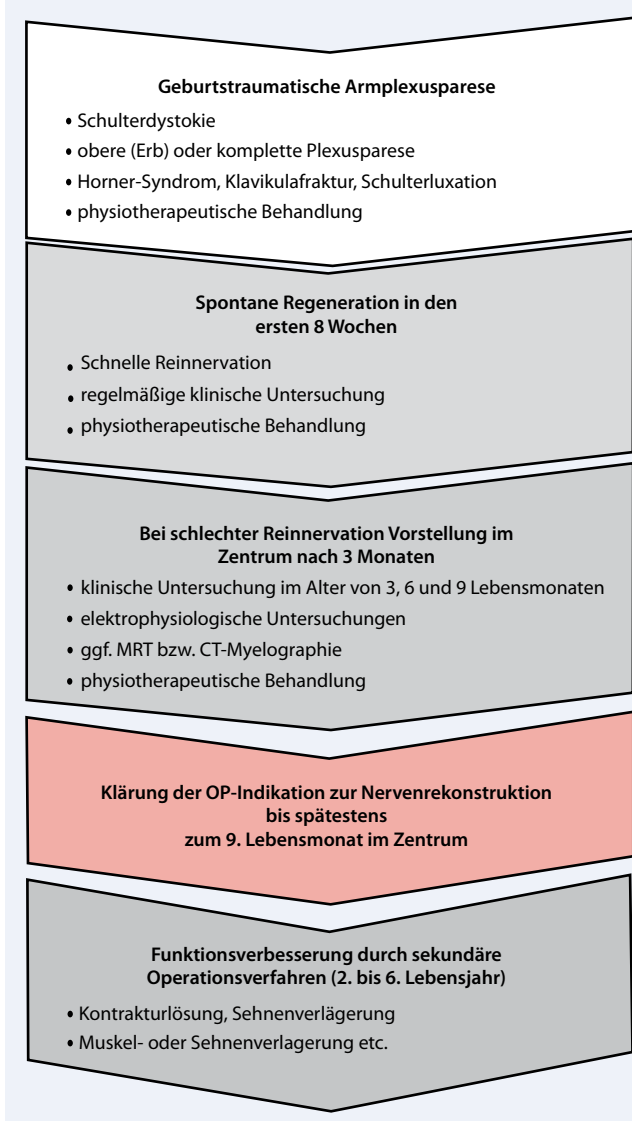 Geburtstraumatische Armplexusparese
• Schulterdystokie
• obere (Erb) oder komplette Plexusparese
• Horner-Syndrom, Klavikulafraktur, Schulterluxation
• physiotherapeutische Behandlung
Spontane Regeneration in den
ersten 8 Wochen
• Schnelle Reinnervation
• regelmäßige klinische Untersuchung
• physiotherapeutische Behandlung
Bei schlechter Reinnervation Vorstellung im
Zentrum nach 3 Monaten
• klinische Untersuchung im Alter von 3, 6 und 9 Lebensmonaten
• elektrophysiologische Untersuchungen
• ggf. MRT bzw. CT-Myelographie
• physiotherapeutische Behandlung
Klärung der OP-Indikation zur Nervenrekonstruktion
bis spätestens
zum 9. Lebensmonat im Zentrum
Funktionsverbesserung durch sekundäre
Operationsverfahren (2. bis 6. Lebensjahr)
• Kontrakturlösung, Sehnenverlägerung
• Muskel- oder Sehnenverlagerung etc.